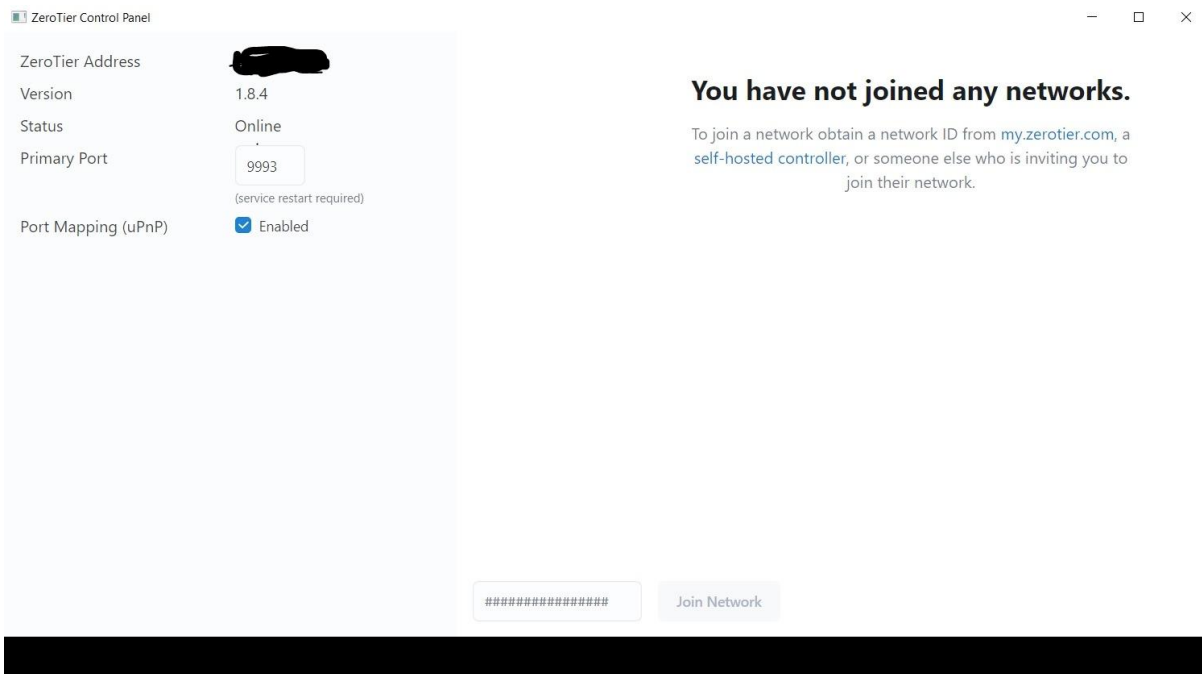 ZeroTier Control Panel
ZeroTier Address
Version 1.8.4
Status Online
Primary Port 9993
(service restart required)
Port Mapping (uPnP) Enabled
You have not joined any networks.
To join a network obtain a network ID from my.zerotier.com, a
self-hosted controller, or someone else who is inviting you to
join their network.
################ Join Network